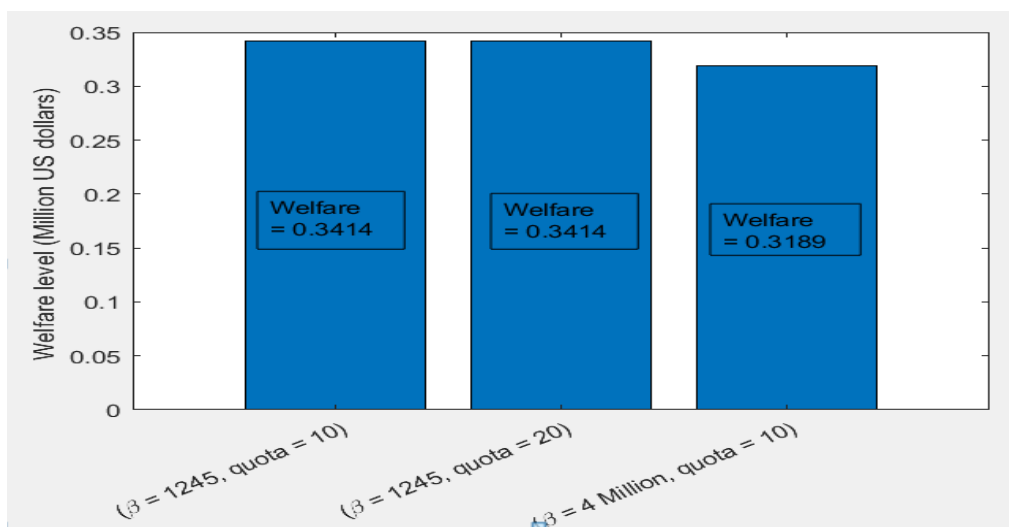 Welfare level (Million US dollars)
0.35
0.3
0.25
0.2
0.15
0.1
0.05
0
Welfare
= 0.3414
Welfare
= 0.3414
Welfare
= 0.3189
(β = 1245, quota = 10)
(β = 1245, quota = 20)
β = 4 Million, quota = 10)